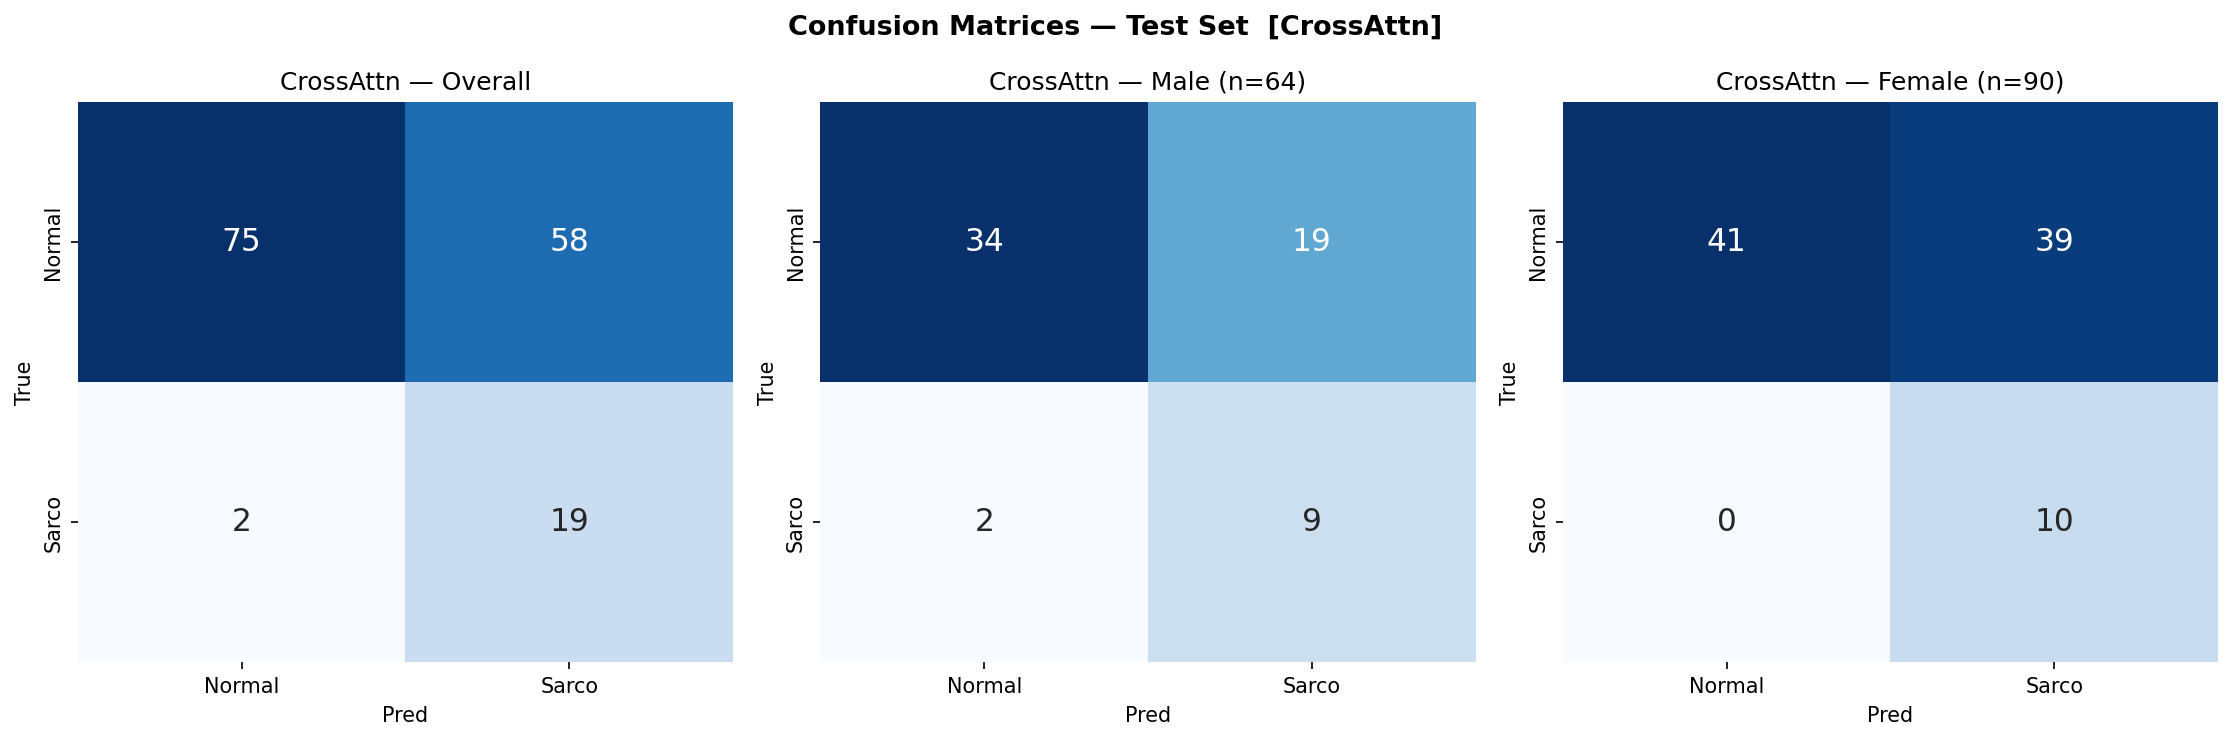 Confusion Matrices — Test Set  [CrossAttn]
CrossAttn — Overall
True
Normal
Sarco
75
58
2
19
Normal
Sarco
Pred
CrossAttn — Male (n=64)
True
Normal
Sarco
34
19
2
9
Normal
Sarco
Pred
CrossAttn — Female (n=90)
True
Normal
Sarco
41
39
0
10
Normal
Sarco
Pred